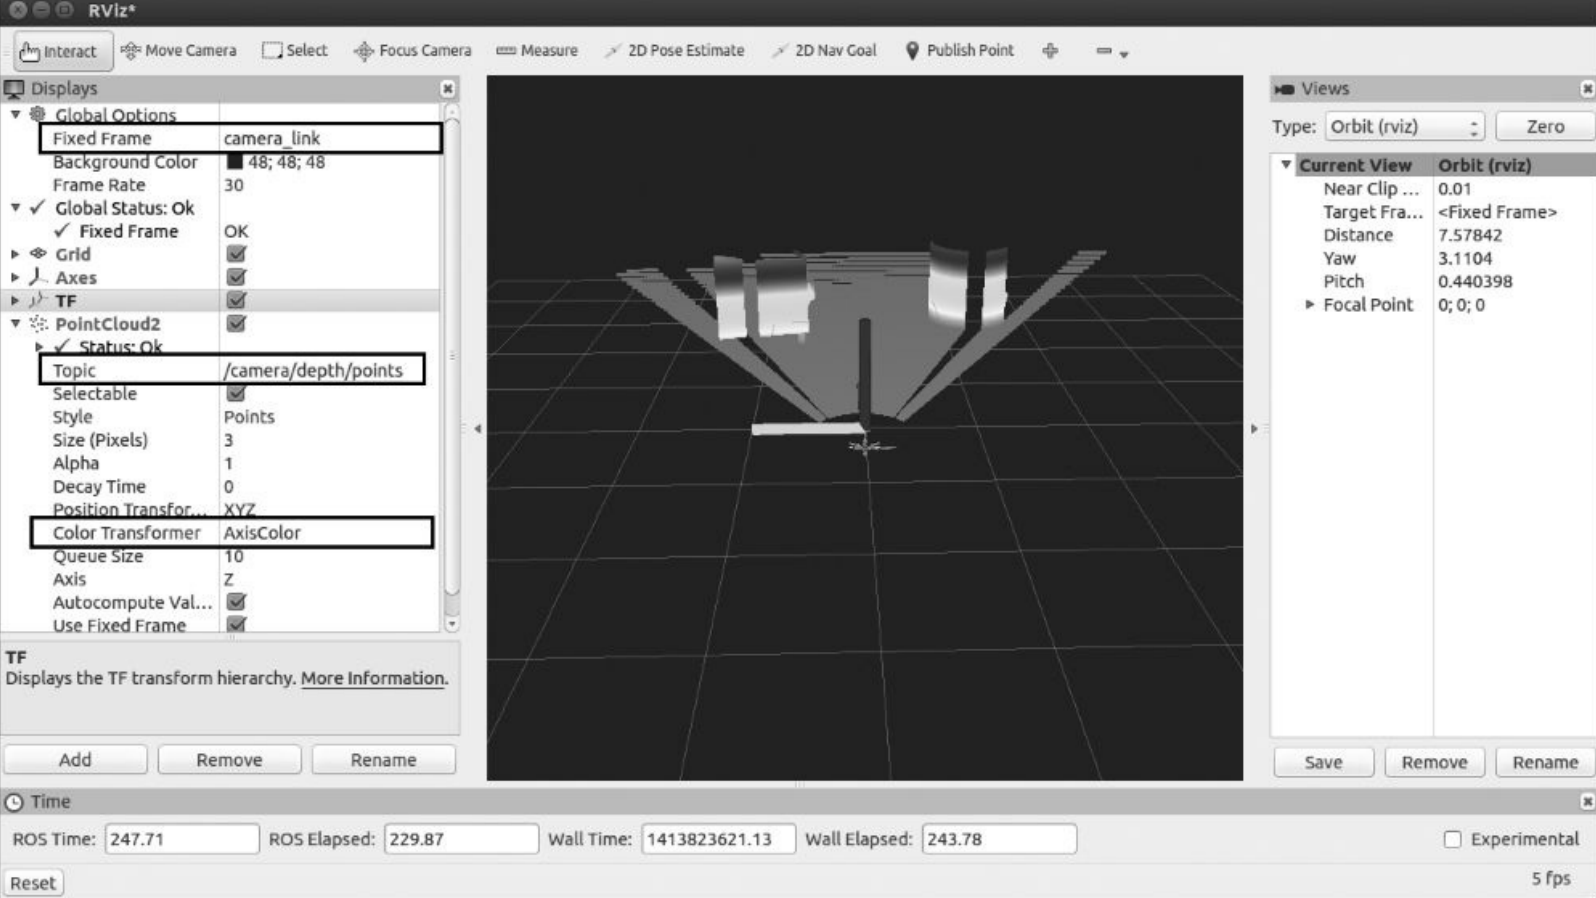 RViz*
Interact Move Camera Select Focus Camera Measure 2D Pose Estimate 2D Nav Goal Publish Point
Displays
Global Options
Fixed Frame camera_link
Background Color 48; 48; 48
Frame Rate 30
Global Status: Ok
Fixed Frame OK
Grid
Axes
TF
PointCloud2
Status: Ok
Topic /camera/depth/points
Selectable
Style Points
Size (Pixels) 3
Alpha 1
Decay Time 0
Position Transfor... XYZ
Color Transformer AxisColor
Queue Size 10
Axis Z
Autocompute Val...
Use Fixed Frame
TF
Displays the TF transform hierarchy. More Information.
Add Remove Rename
Views
Type: Orbit (rviz) Zero
Current View Orbit (rviz)
Near Clip ... 0.01
Target Fra... <Fixed Frame>
Distance 7.57842
Yaw 3.1104
Pitch 0.440398
Focal Point 0; 0; 0
Save Remove Rename
Time
ROS Time: 247.71 ROS Elapsed: 229.87 Wall Time: 1413823621.13 Wall Elapsed: 243.78 Experimental
Reset 5 fps